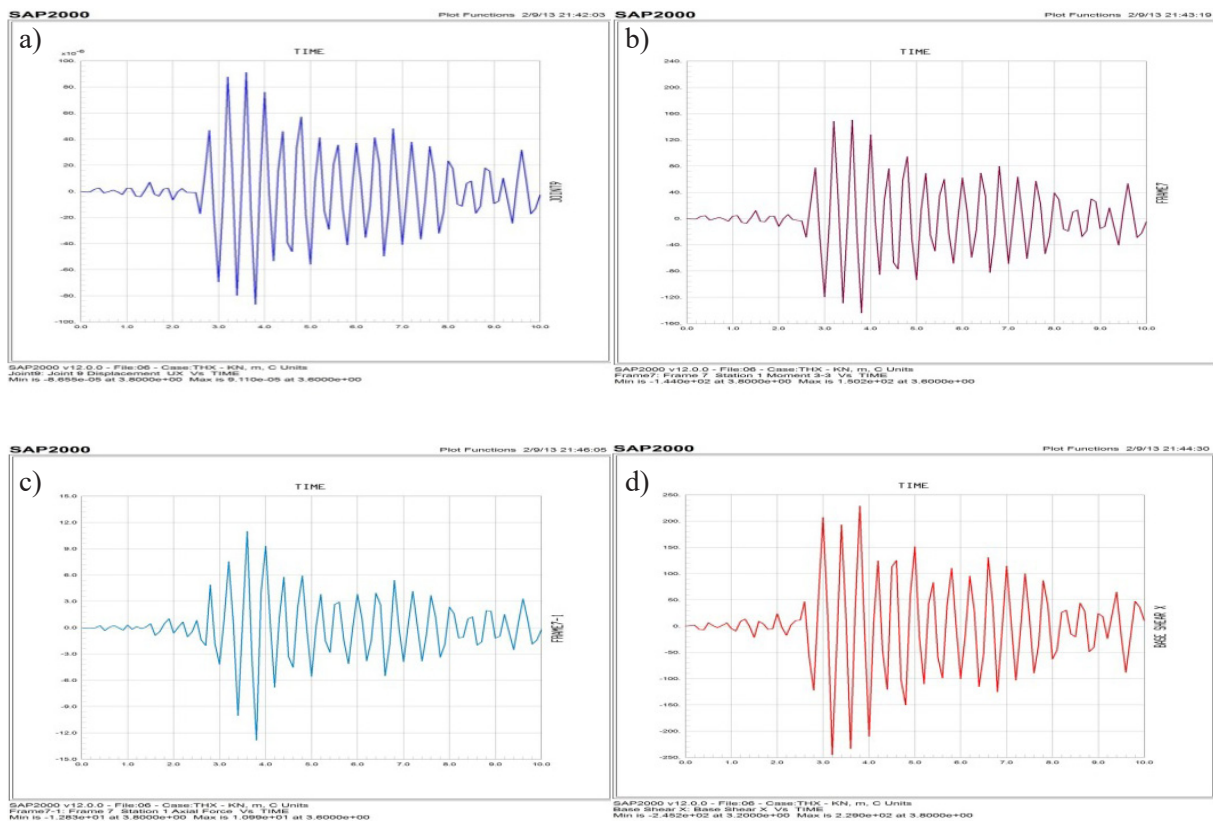 SAP2000
Plot Functions 2/9/13 21:42:03
a)
TIME
x10⁻⁶
100.
80.
60.
40.
20.
0.
-20.
-40.
-60.
-80.
-100.
JOINT9
0.0 1.0 2.0 3.0 4.0 5.0 6.0 7.0 8.0 9.0 10.0
SAP2000 v12.0.0 - File:06 - Case:THX - KN, m, C Units
Joint9: Joint 9 Displacement UX Vs TIME
Min is -8.655e-05 at 3.8000e+00 Max is 9.110e-05 at 3.6000e+00
Plot Functions 2/9/13 21:43:19
SAP2000
b)
TIME
240.
200.
160.
120.
80.
40.
0.
-40.
-80.
-120.
-160.
FRAME7
0.0 1.0 2.0 3.0 4.0 5.0 6.0 7.0 8.0 9.0 10.0
SAP2000 v12.0.0 - File:06 - Case:THX - KN, m, C Units
Frame7: Frame 7 Station 1 Moment 3-3 Vs TIME
Min is -1.440e+02 at 3.8000e+00 Max is 1.502e+02 at 3.6000e+00
SAP2000
Plot Functions 2/9/13 21:46:05
c)
TIME
15.0
12.0
9.0
6.0
3.0
0.0
-3.0
-6.0
-9.0
-12.0
-15.0
FRAME7-1
0.0 1.0 2.0 3.0 4.0 5.0 6.0 7.0 8.0 9.0 10.0
SAP2000 v12.0.0 - File:06 - Case:THX - KN, m, C Units
Frame7-1: Frame 7 Station 1 Axial Force Vs TIME
Min is -1.283e+01 at 3.8000e+00 Max is 1.099e+01 at 3.6000e+00
SAP2000
Plot Functions 2/9/13 21:44:30
d)
TIME
250.
200.
150.
100.
50.
0.
-50.
-100.
-150.
-200.
-250.
BASE SHEAR X
0.0 1.0 2.0 3.0 4.0 5.0 6.0 7.0 8.0 9.0 10.0
SAP2000 v12.0.0 - File:06 - Case:THX - KN, m, C Units
Base Shear X: Base Shear X Vs TIME
Min is -2.452e+02 at 3.2000e+00 Max is 2.290e+02 at 3.8000e+00